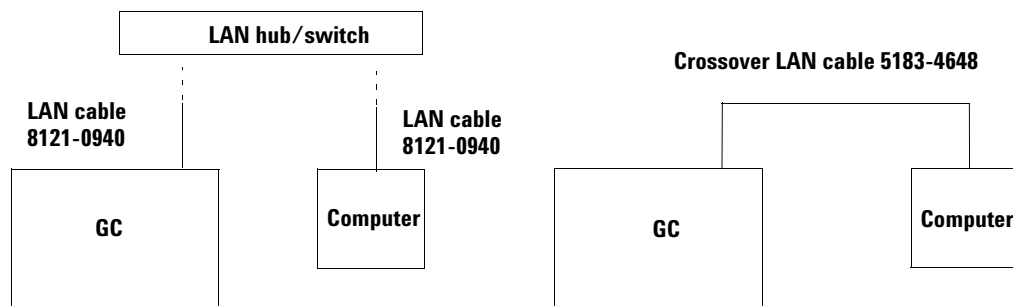 LAN hub/switch
LAN cable
8121-0940
LAN cable
8121-0940
GC
Computer
Crossover LAN cable 5183-4648
GC
Computer